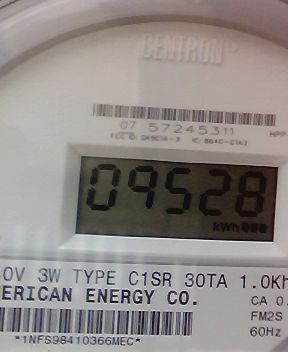 CENTRON
07 57245311
09528
kWh
OV 3W TYPE C1SR 30TA 1.0Kh
ERICAN ENERGY CO.
CA 0.
FM2S
60Hz
*1NFS98410366MEC*